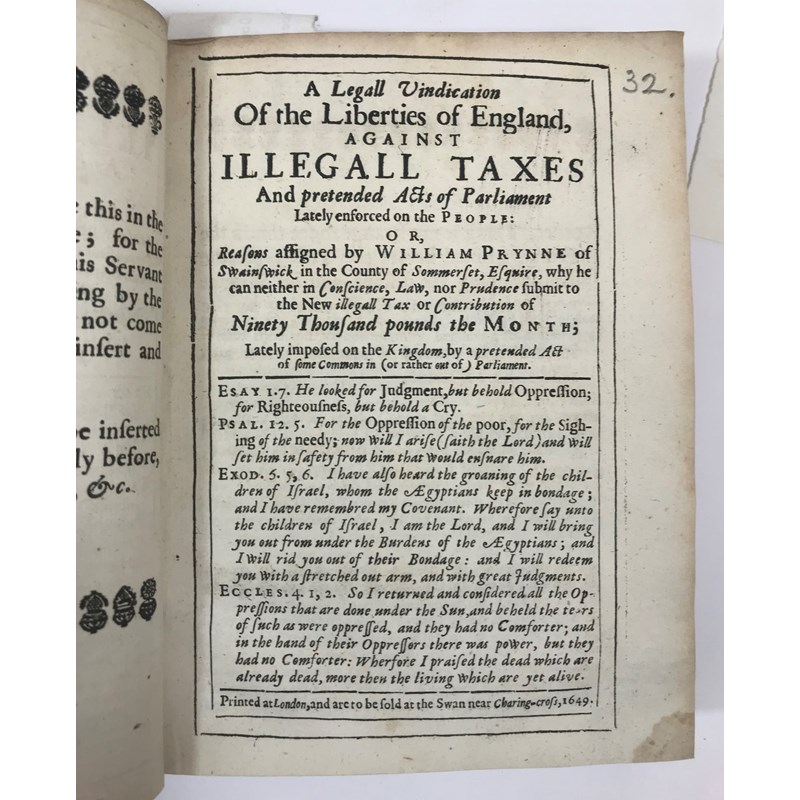 this in the
; for the
is Servant
ng by the
not come
insert and
be inſerted
ly before,
&c.
32.
A Legall Vindication
Of the Liberties of England,
AGAINST
ILLEGALL TAXES
And pretended Acts of Parliament
Lately enforced on the PEOPLE:
OR,
Reaſons aſſigned by WILLIAM PRYNNE of
Swainſwick in the County of Sommerſet, Eſquire, why he
can neither in Conſcience, Law, nor Prudence ſubmit to
the New illegall Tax or Contribution of
Ninety Thouſand pounds the MONTH;
Lately impoſed on the Kingdom, by a pretended Act
of ſome Commons in (or rather out of) Parliament.
ESAY 1.7. He looked for Judgment, but behold Oppreſſion;
for Righteouſneſs, but behold a Cry.
PSAL. 12. 5. For the Oppreſſion of the poor, for the Sigh-
ing of the needy; now will I ariſe (ſaith the Lord) and will
ſet him in ſafety from him that would enſnare him.
EXOD. 6. 5, 6. I have alſo heard the groaning of the chil-
dren of Iſrael, whom the Ægyptians keep in bondage;
and I have remembred my Covenant. Wherefore ſay unto
the children of Iſrael, I am the Lord, and I will bring
you out from under the Burdens of the Ægyptians; and
I will rid you out of their Bondage: and I will redeem
you with a ſtretched out arm, and with great Judgments.
ECCLES. 4. 1, 2. So I returned and conſidered all the Op-
preſſions that are done under the Sun, and beheld the tears
of ſuch as were oppreſſed, and they had no Comforter; and
in the hand of their Oppreſſors there was power, but they
had no Comforter: Wherfore I praiſed the dead which are
already dead, more then the living which are yet alive.
Printed at London, and are to be ſold at the Swan near Charing-croſs, 1649.